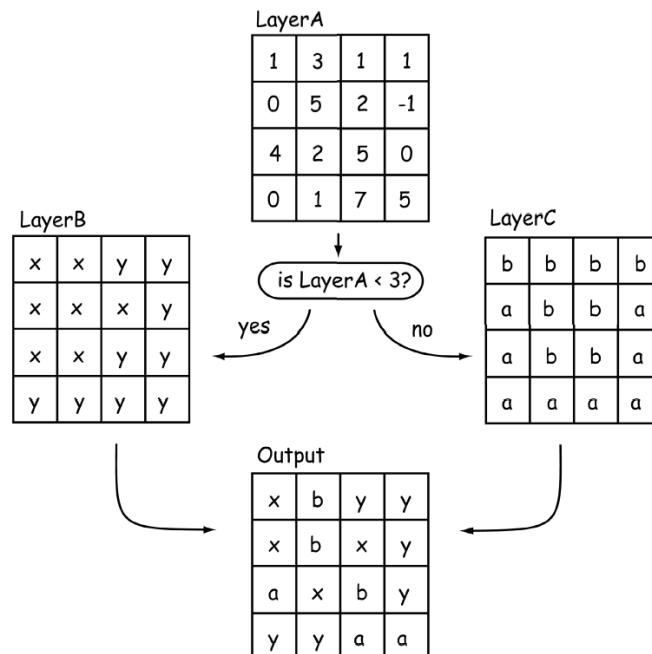 LayerA
1 3 1 1
0 5 2 -1
4 2 5 0
0 1 7 5
LayerB
x x y y
x x x y
x x y y
y y y y
is LayerA < 3?
yes
no
LayerC
b b b b
a b b a
a b b a
a a a a
Output
x b y y
x b x y
a x b y
y y a a